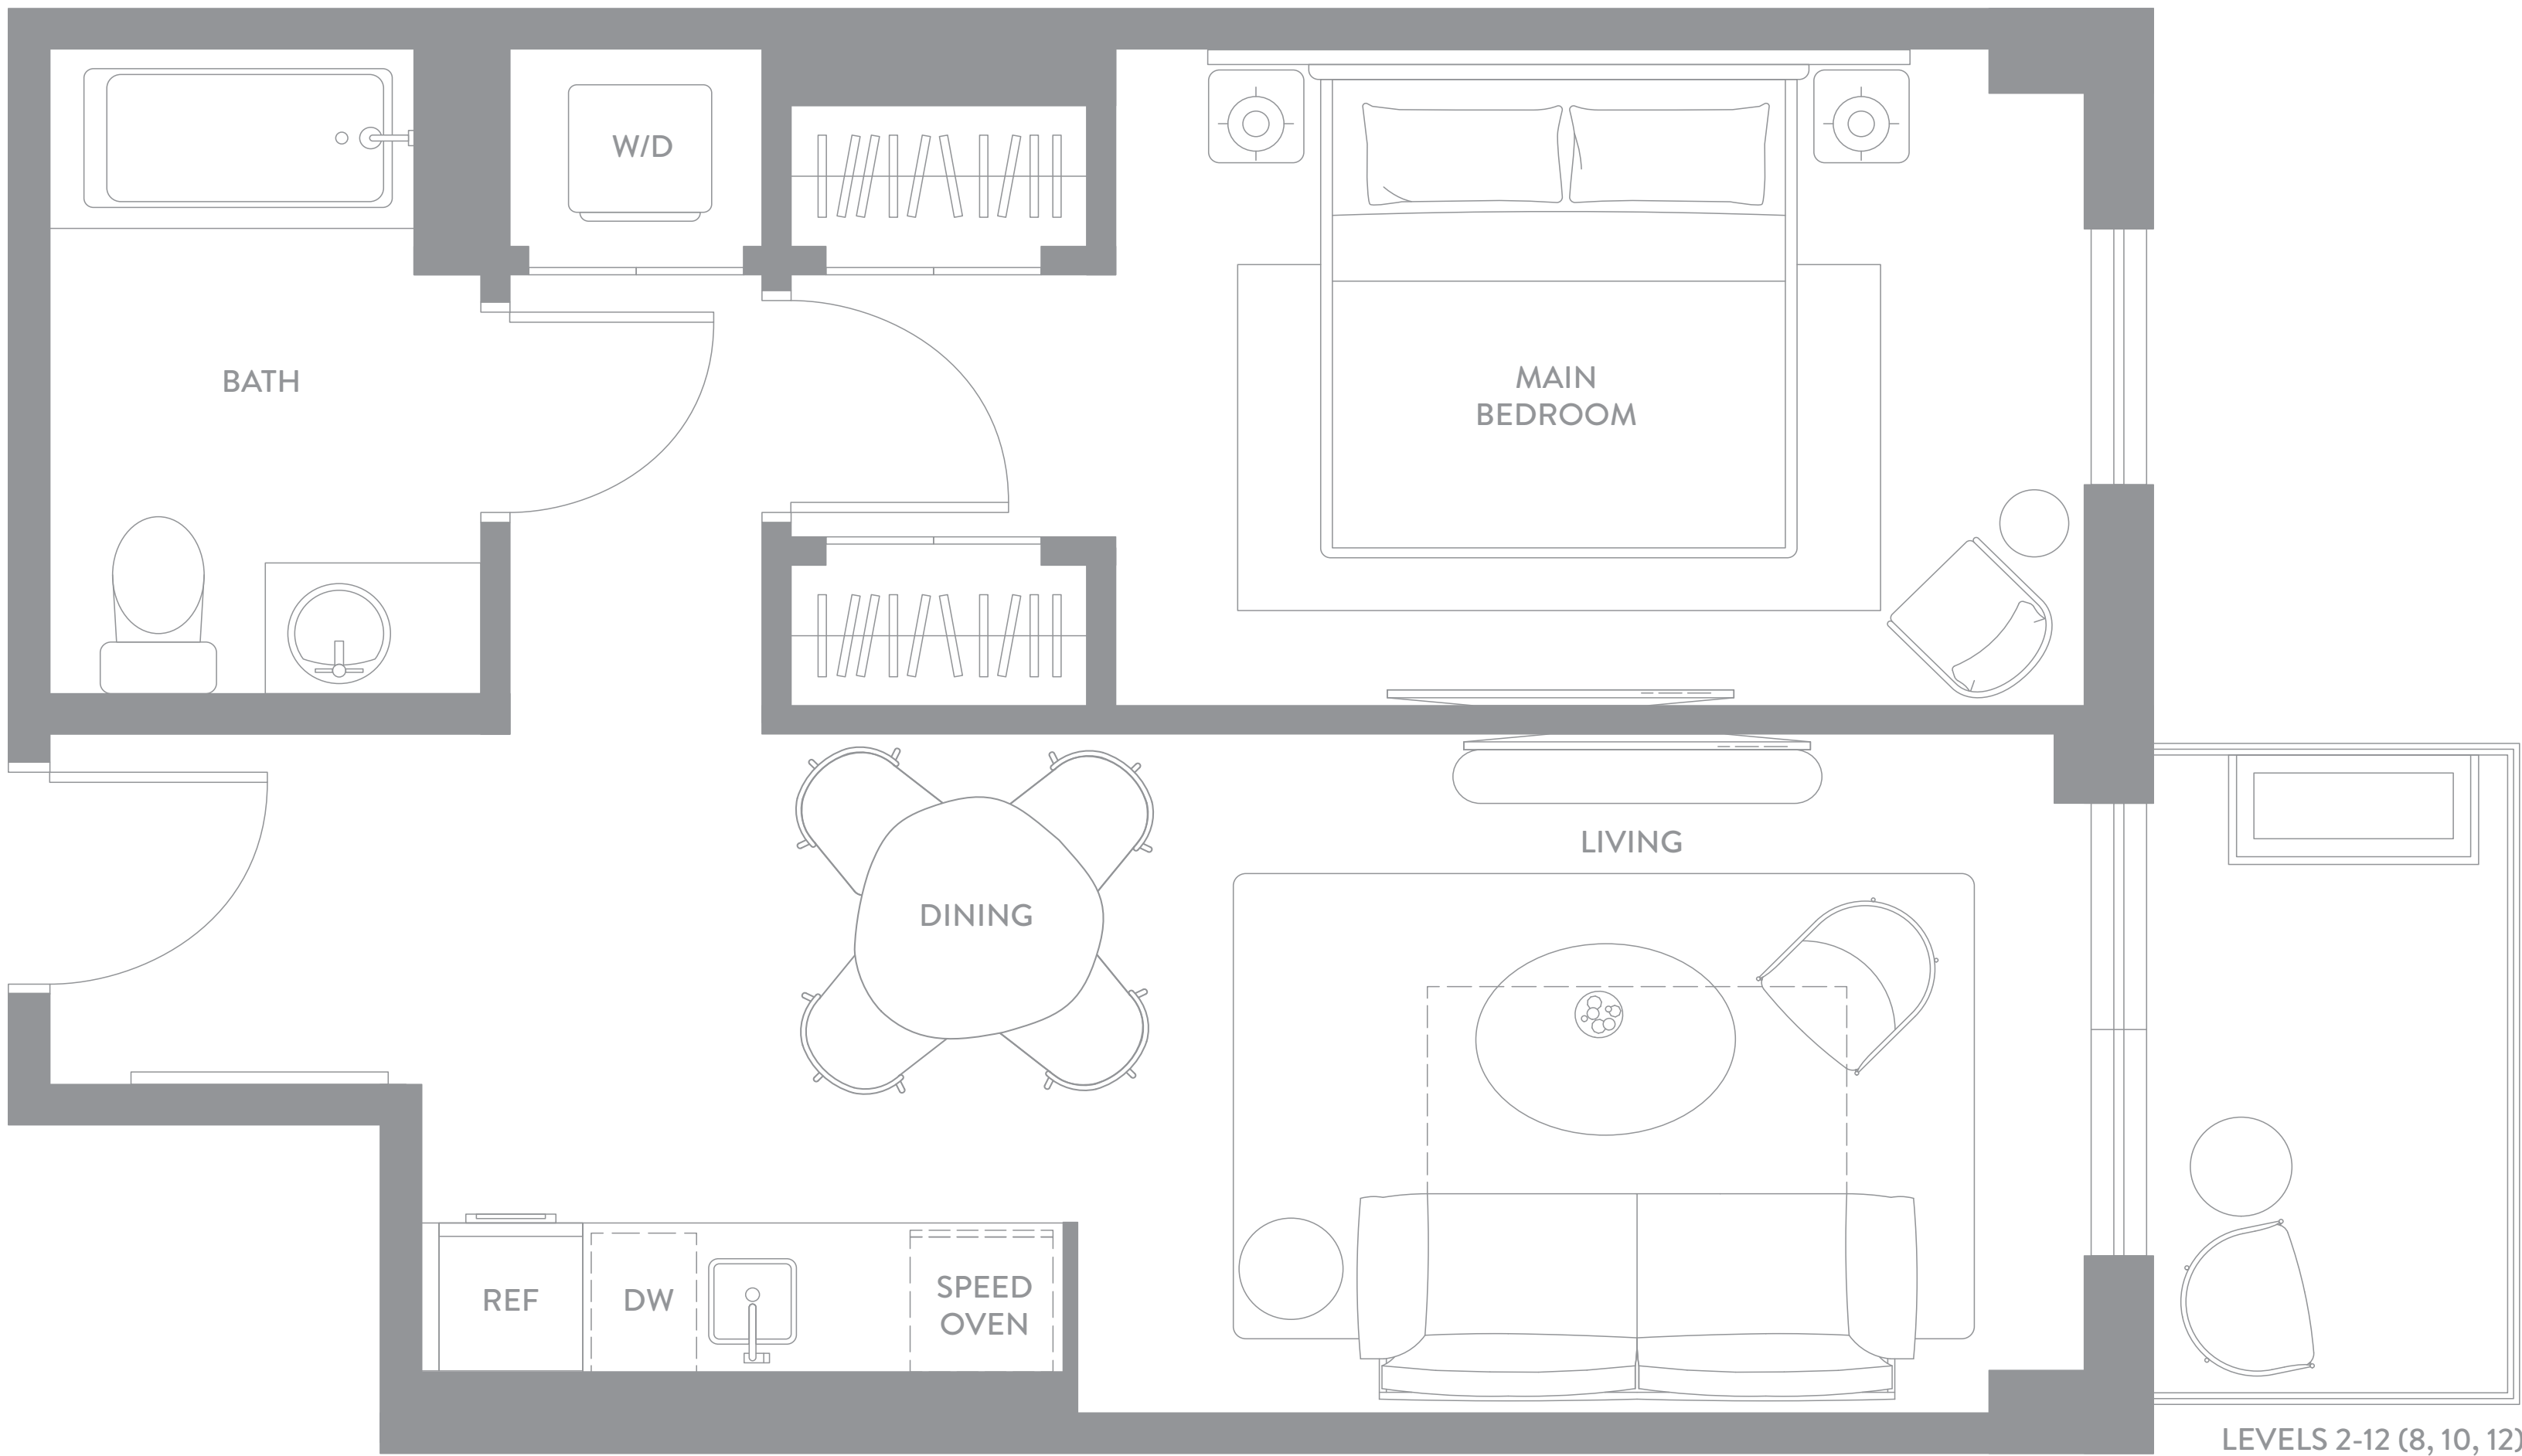 W/D
BATH
MAIN
BEDROOM
LIVING
DINING
REF
DW
SPEED
OVEN
LEVELS 2-12 (8, 10, 12)